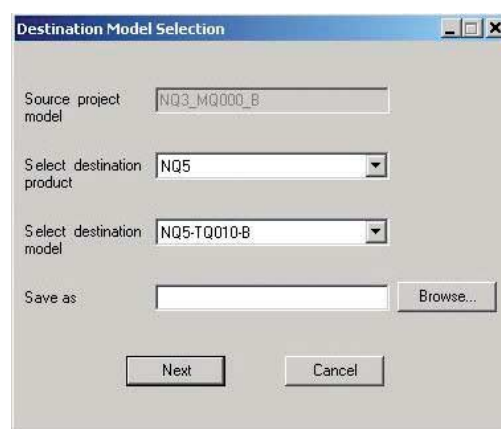 Destination Model Selection
Source project
model
NQ3_MQ000_B
Select destination
product
NQ5
Select destination
model
NQ5-TQ010-B
Save as
Browse...
Next
Cancel